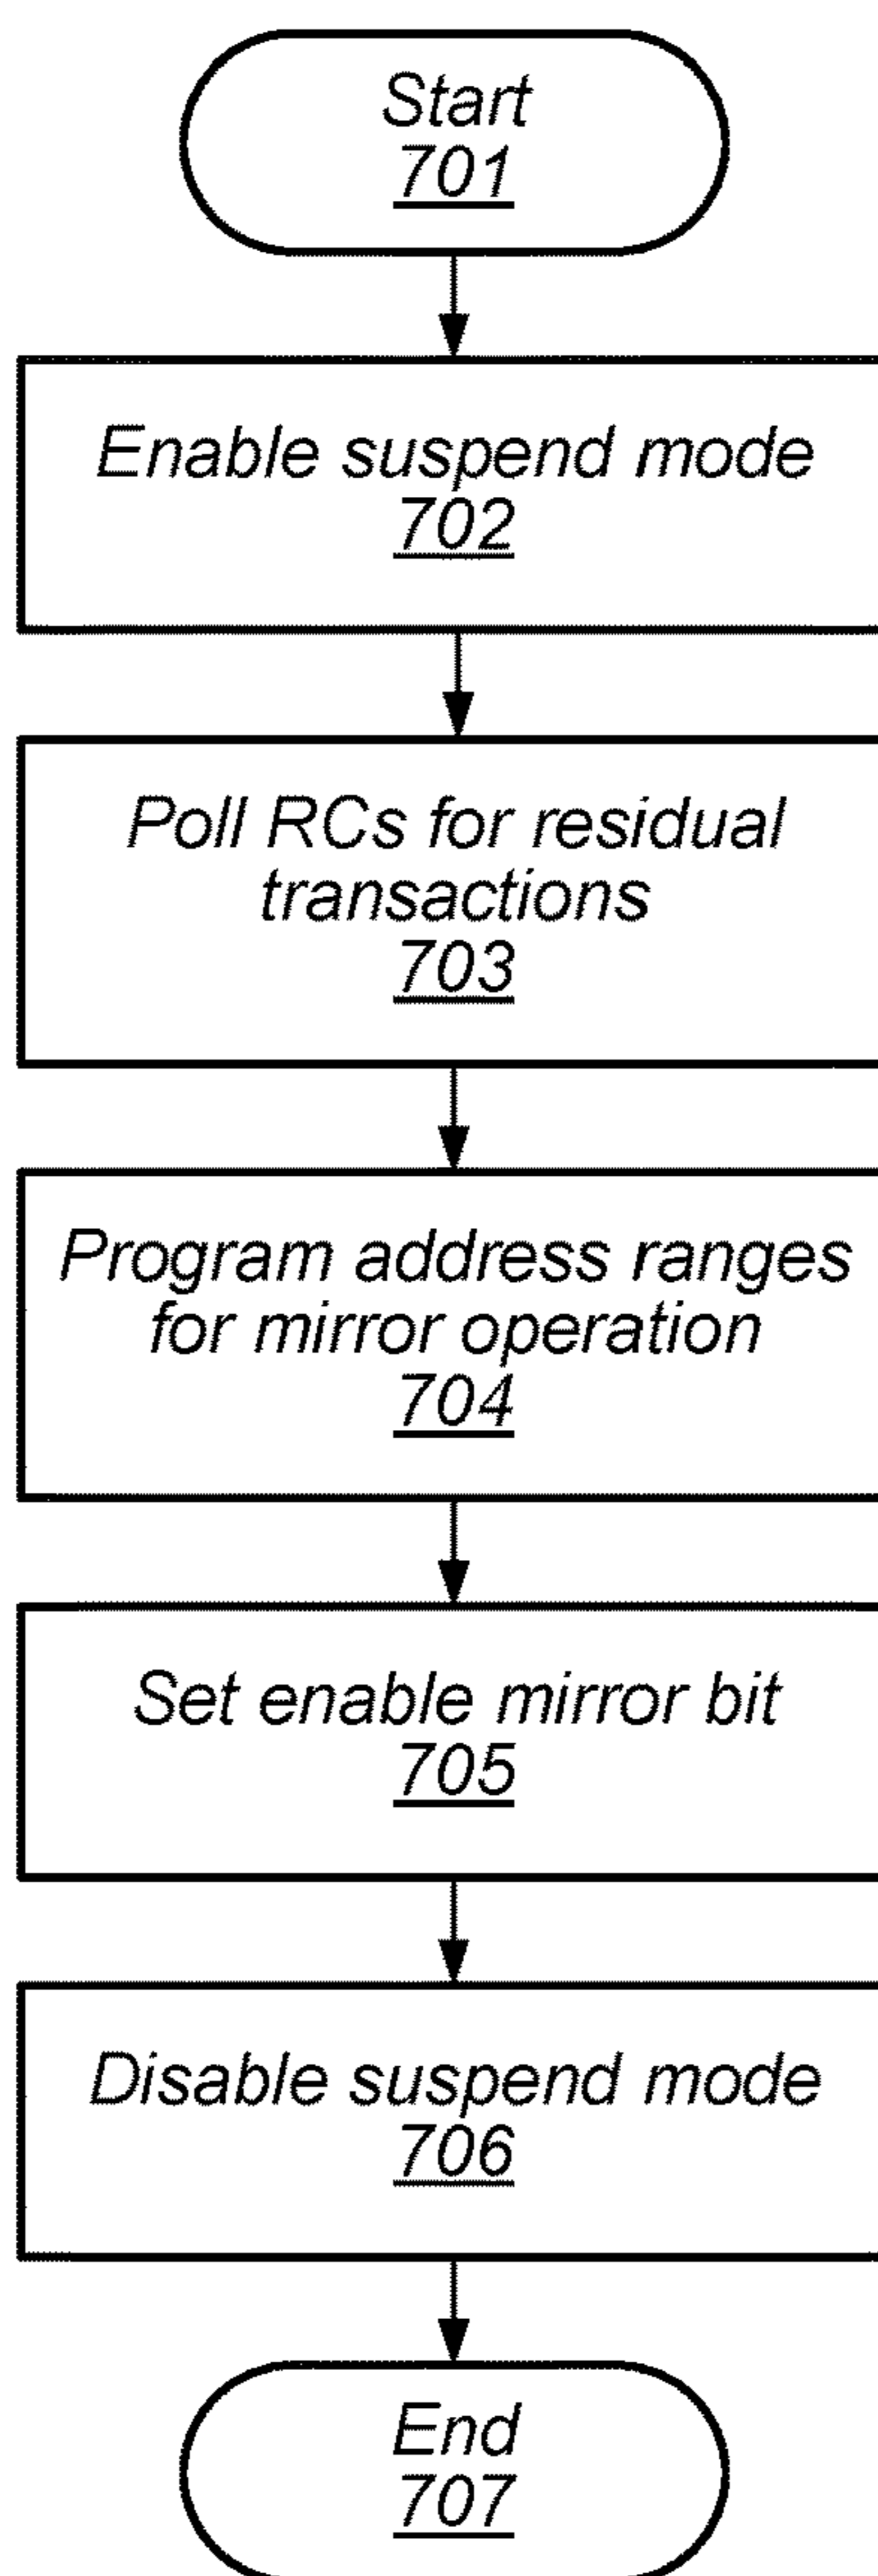 Start
701
Enable suspend mode
702
Poll RCs for residual
transactions
703
Program address ranges
for mirror operation
704
Set enable mirror bit
705
Disable suspend mode
706
End
707